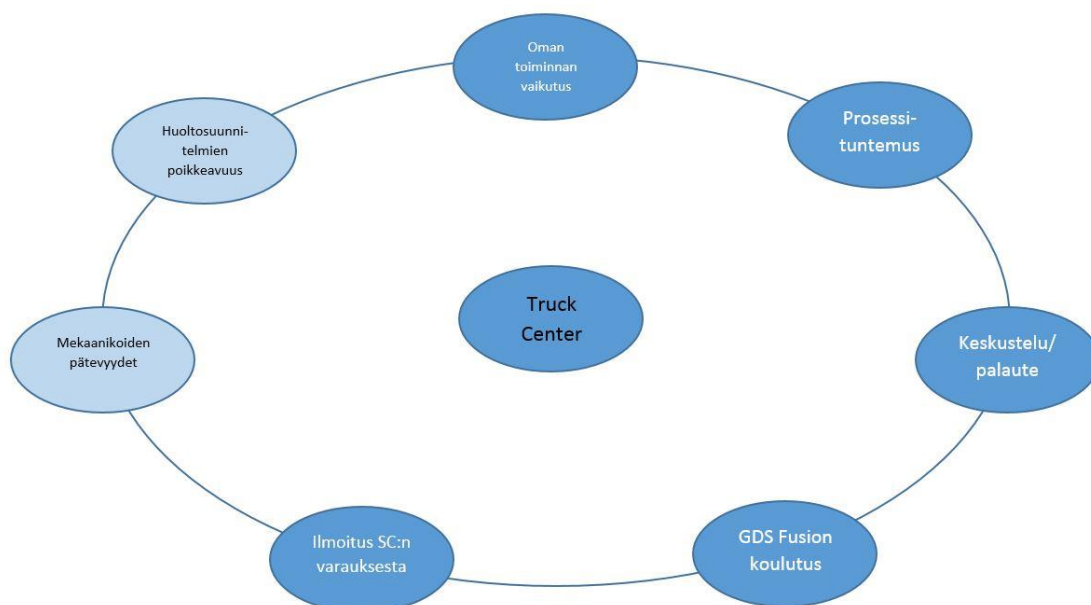 Oman
toiminnan
vaikutus
Prosessi-
tuntemus
Huoltosuunni-
telmien
poikkeavuus
Truck
Center
Mekaanikoiden
pätevyydet
Keskustelu/
palaute
Ilmoitus SC:n
varauksesta
GDS Fusion
koulutus